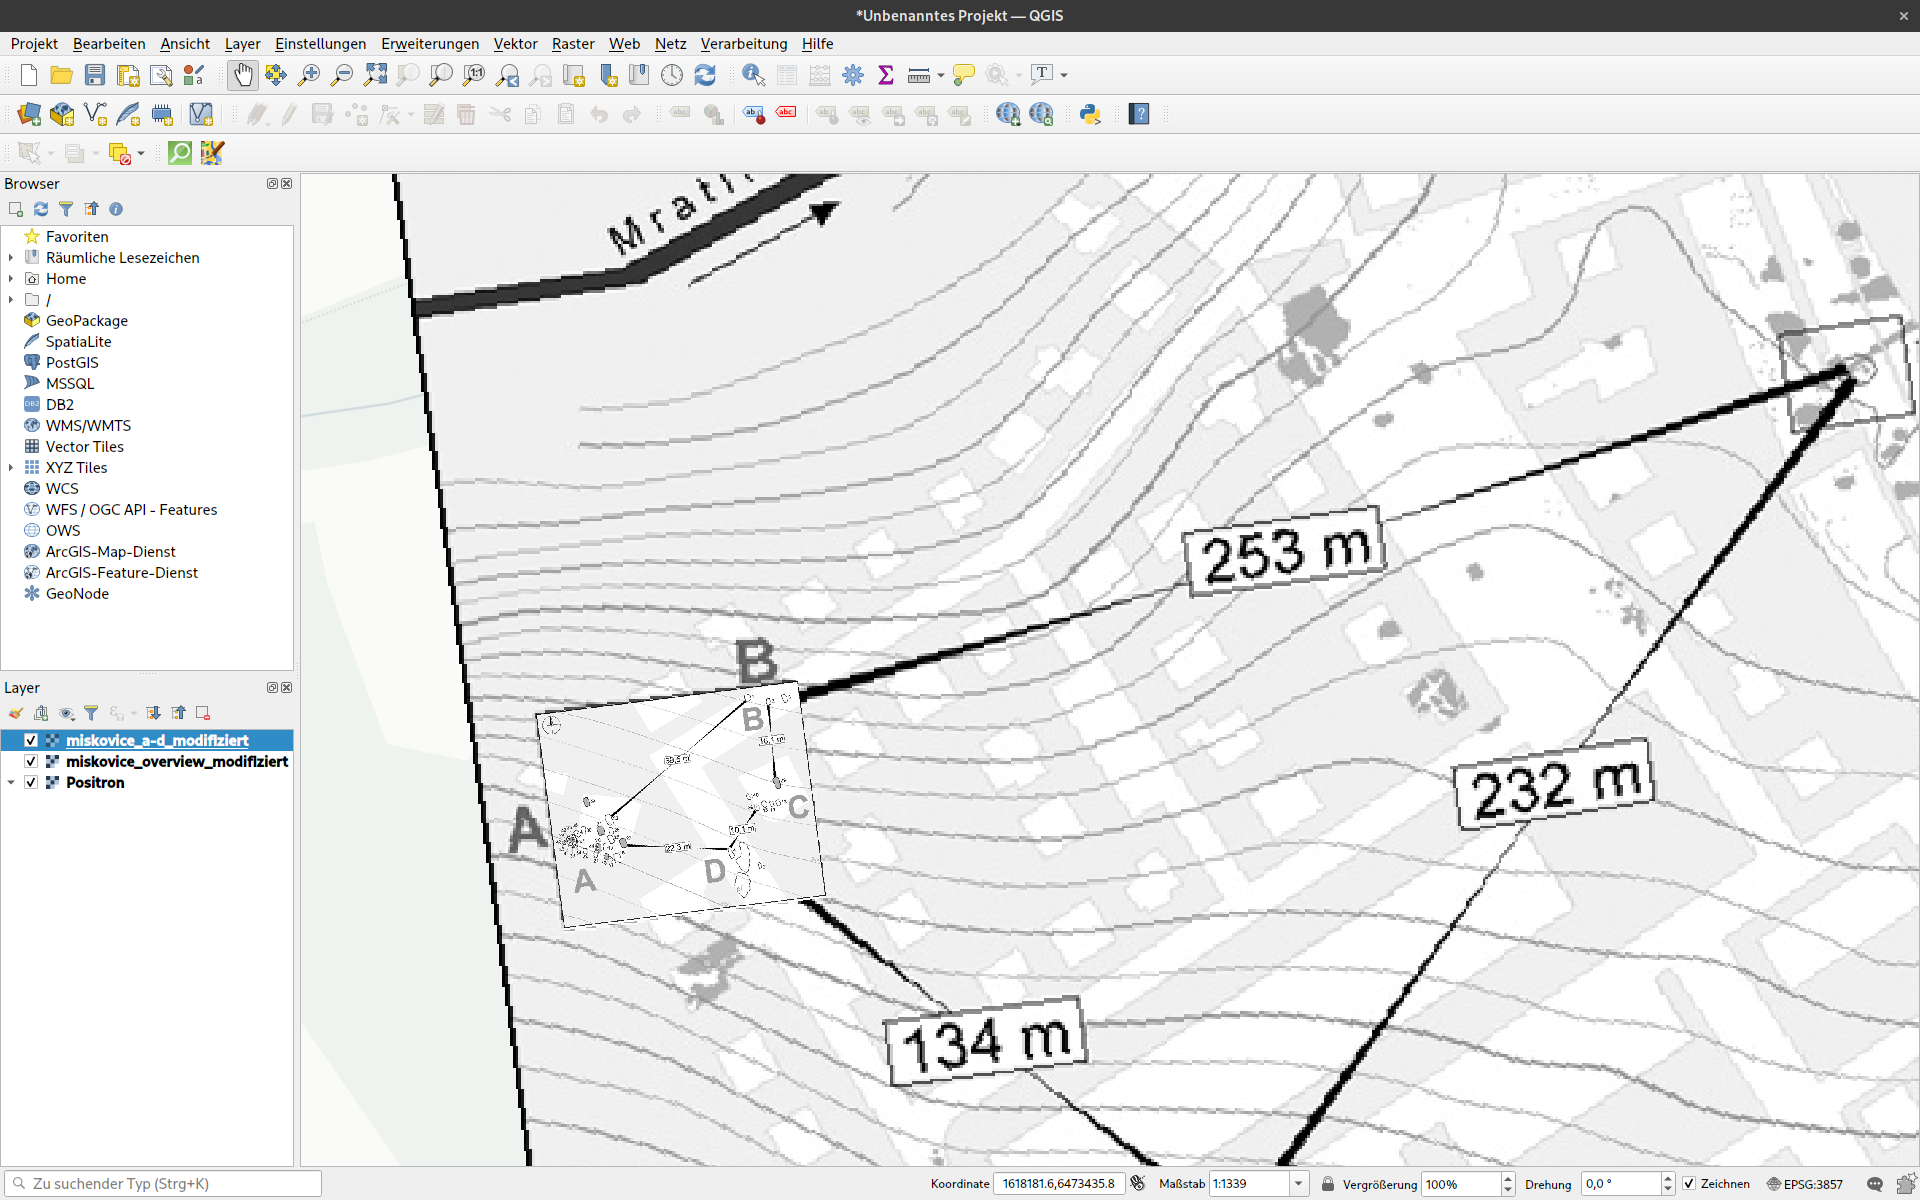 *Unbenanntes Projekt — QGIS
Projekt Bearbeiten Ansicht Layer Einstellungen Erweiterungen Vektor Raster Web Netz Verarbeitung Hilfe
Browser
Favoriten
Räumliche Lesezeichen
Home
/
GeoPackage
SpatiaLite
PostGIS
MSSQL
DB2
WMS/WMTS
Vector Tiles
XYZ Tiles
WCS
WFS / OGC API - Features
OWS
ArcGIS-Map-Dienst
ArcGIS-Feature-Dienst
GeoNode
Layer
miskovice_a-d_modifiziert
miskovice_overview_modifiziert
Positron
253 m
B
B
232 m
C
A
D
A
134 m
Zu suchender Typ (Strg+K)
Koordinate 1618181.6,6473435.8 Maßstab 1:1339 Vergrößerung 100% Drehung 0,0 ° Zeichnen EPSG:3857